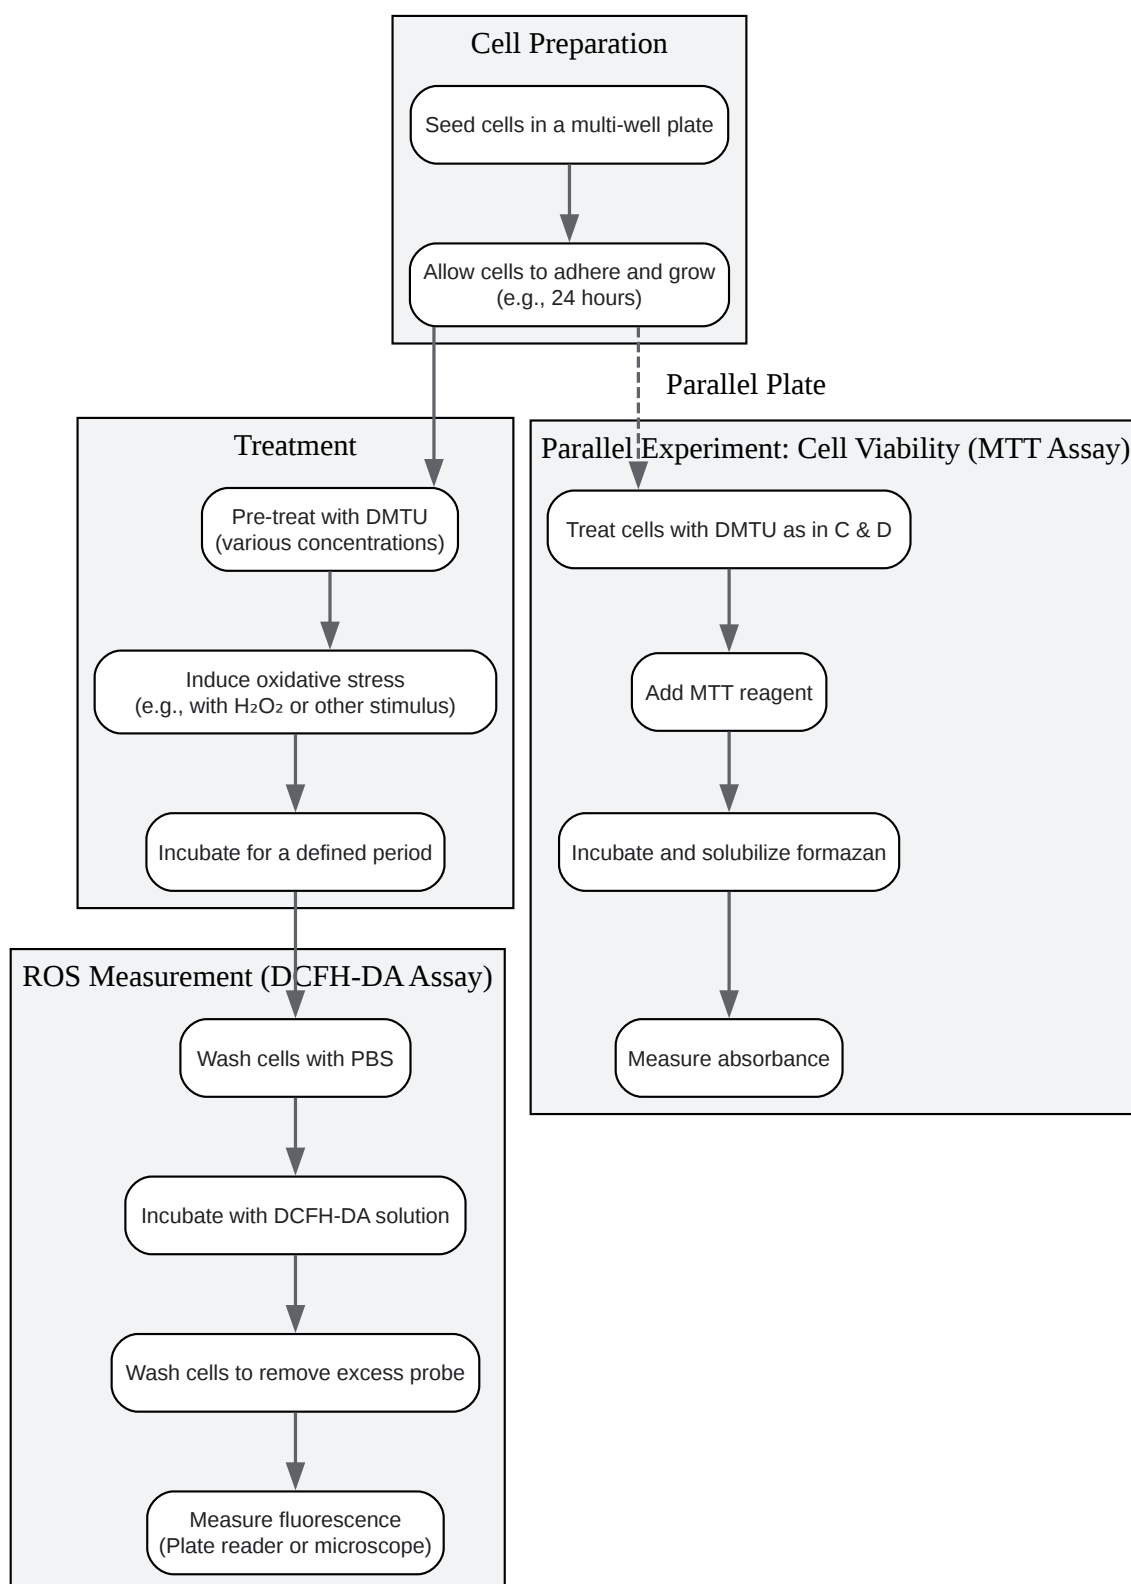 Cell Preparation
Seed cells in a multi-well plate
Allow cells to adhere and grow
(e.g., 24 hours)
Parallel Plate
Treatment
Pre-treat with DMTU
(various concentrations)
Induce oxidative stress
(e.g., with H₂O₂ or other stimulus)
Incubate for a defined period
ROS Measurement (DCFH-DA Assay)
Wash cells with PBS
Incubate with DCFH-DA solution
Wash cells to remove excess probe
Measure fluorescence
(Plate reader or microscope)
Parallel Experiment: Cell Viability (MTT Assay)
Treat cells with DMTU as in C & D
Add MTT reagent
Incubate and solubilize formazan
Measure absorbance